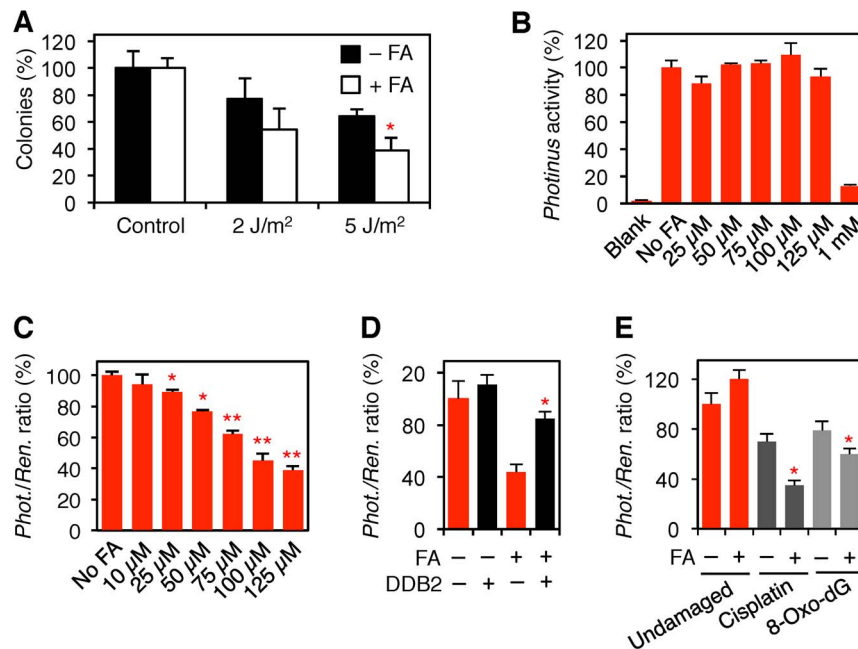 A
Colonies (%)
120
100
80
60
40
20
0
– FA
+ FA
*
Control
2 J/m²
5 J/m²
B
Photinus activity (%)
120
100
80
60
40
20
0
Blank
No FA
25 µM
50 µM
75 µM
100 µM
125 µM
1 mM
C
Phot./Ren. ratio (%)
100
80
60
40
20
0
*
*
**
**
**
No FA
10 µM
25 µM
50 µM
75 µM
100 µM
125 µM
D
Phot./Ren. ratio (%)
20
80
40
0
*
FA – – + +
DDB2 – + – +
E
Phot./Ren. ratio (%)
120
80
40
0
*
*
FA – + – + – +
Undamaged
Cisplatin
8-Oxo-dG